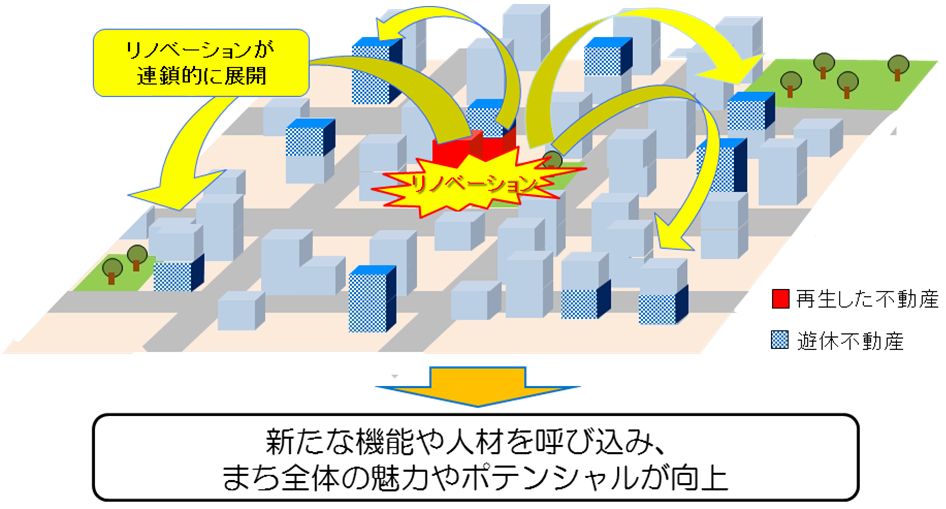 リノベーションが
連鎖的に展開
リノベーション
再生した不動産
遊休不動産
新たな機能や人材を呼び込み、
まち全体の魅力やポテンシャルが向上